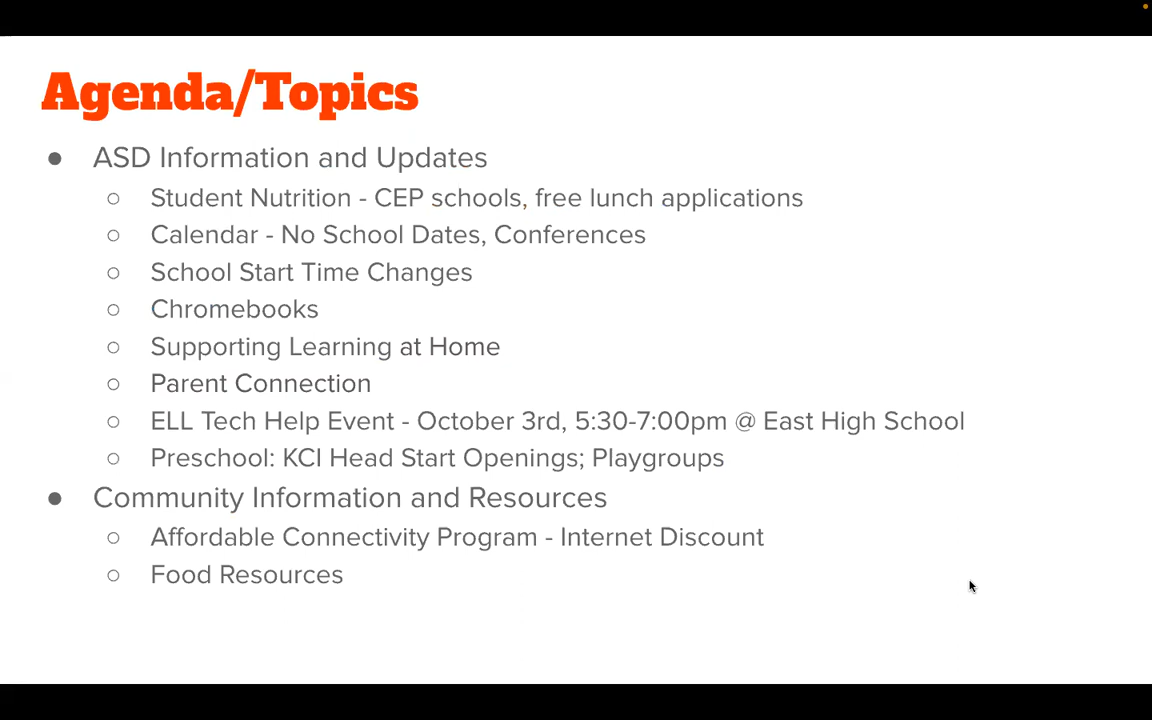 Agenda/Topics
● ASD Information and Updates
○ Student Nutrition - CEP schools, free lunch applications
○ Calendar - No School Dates, Conferences
○ School Start Time Changes
○ Chromebooks
○ Supporting Learning at Home
○ Parent Connection
○ ELL Tech Help Event - October 3rd, 5:30-7:00pm @ East High School
○ Preschool: KCI Head Start Openings; Playgroups
● Community Information and Resources
○ Affordable Connectivity Program - Internet Discount
○ Food Resources